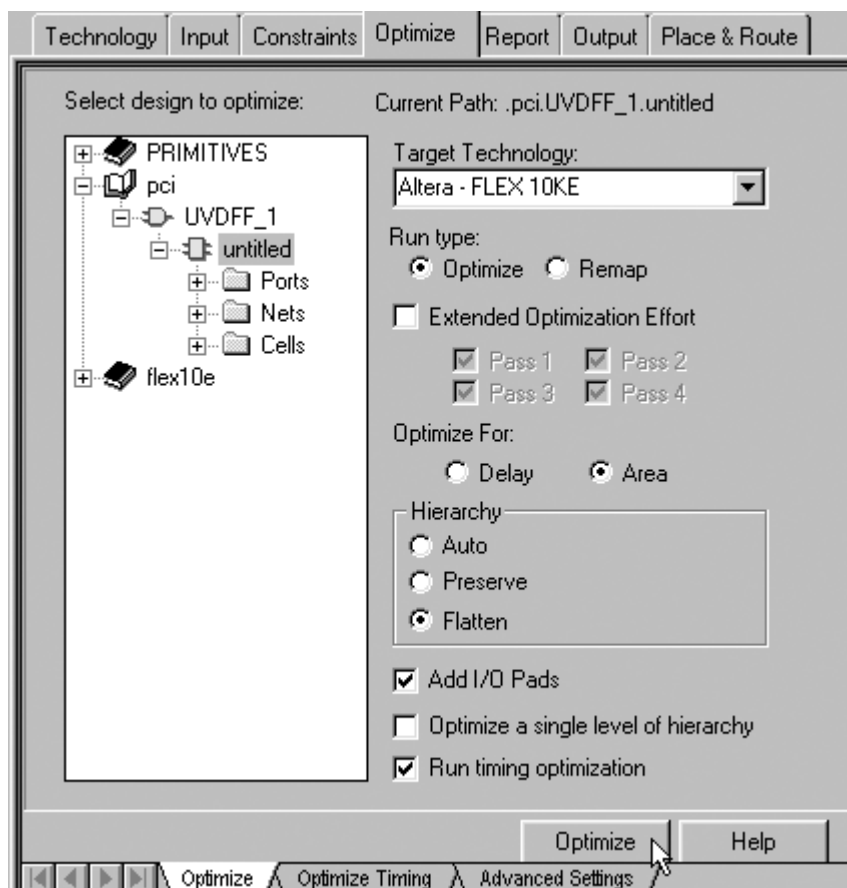 Technology Input Constraints Optimize Report Output Place & Route
Select design to optimize:
Current Path: .pci.UVDFF_1.untitled
PRIMITIVES
pci
UVDFF_1
untitled
Ports
Nets
Cells
flex10e
Target Technology:
Altera - FLEX 10KE
Run type:
Optimize Remap
Extended Optimization Effort
Pass 1 Pass 2
Pass 3 Pass 4
Optimize For:
Delay Area
Hierarchy
Auto
Preserve
Flatten
Add I/O Pads
Optimize a single level of hierarchy
Run timing optimization
Optimize Help
Optimize Optimize Timing Advanced Settings